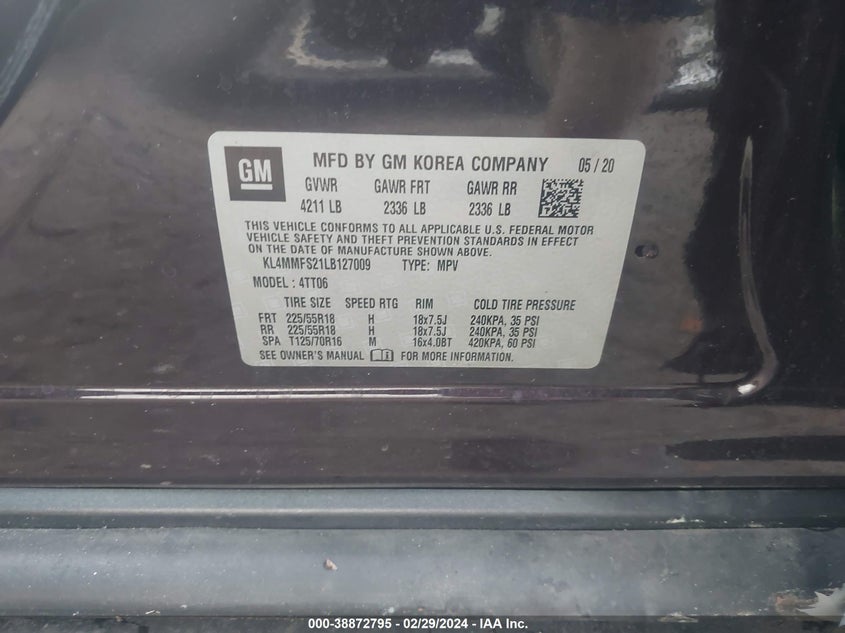 GM
MFD BY GM KOREA COMPANY 05 / 20
GVWR GAWR FRT GAWR RR
4211 LB 2336 LB 2336 LB
THIS VEHICLE CONFORMS TO ALL APPLICABLE U.S. FEDERAL MOTOR
VEHICLE SAFETY AND THEFT PREVENTION STANDARDS IN EFFECT
ON THE DATE OF MANUFACTURE SHOWN ABOVE.
KL4MMFS21LB127009 TYPE: MPV
MODEL : 4TT06
TIRE SIZE SPEED RTG RIM COLD TIRE PRESSURE
FRT 225/55R18 H 18x7.5J 240KPA, 35 PSI
RR 225/55R18 H 18x7.5J 240KPA, 35 PSI
SPA T125/70R16 M 16x4.0BT 420KPA, 60 PSI
SEE OWNER'S MANUAL FOR MORE INFORMATION.
000-38872795 - 02/29/2024 - IAA Inc.